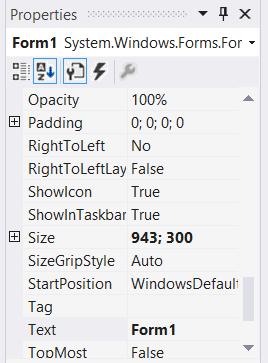 Properties
Form1 System.Windows.Forms.For
Opacity 100%
Padding 0; 0; 0; 0
RightToLeft No
RightToLeftLay False
ShowIcon True
ShowInTaskbar True
Size 943; 300
SizeGripStyle Auto
StartPosition WindowsDefault
Tag
Text Form1
TopMost False